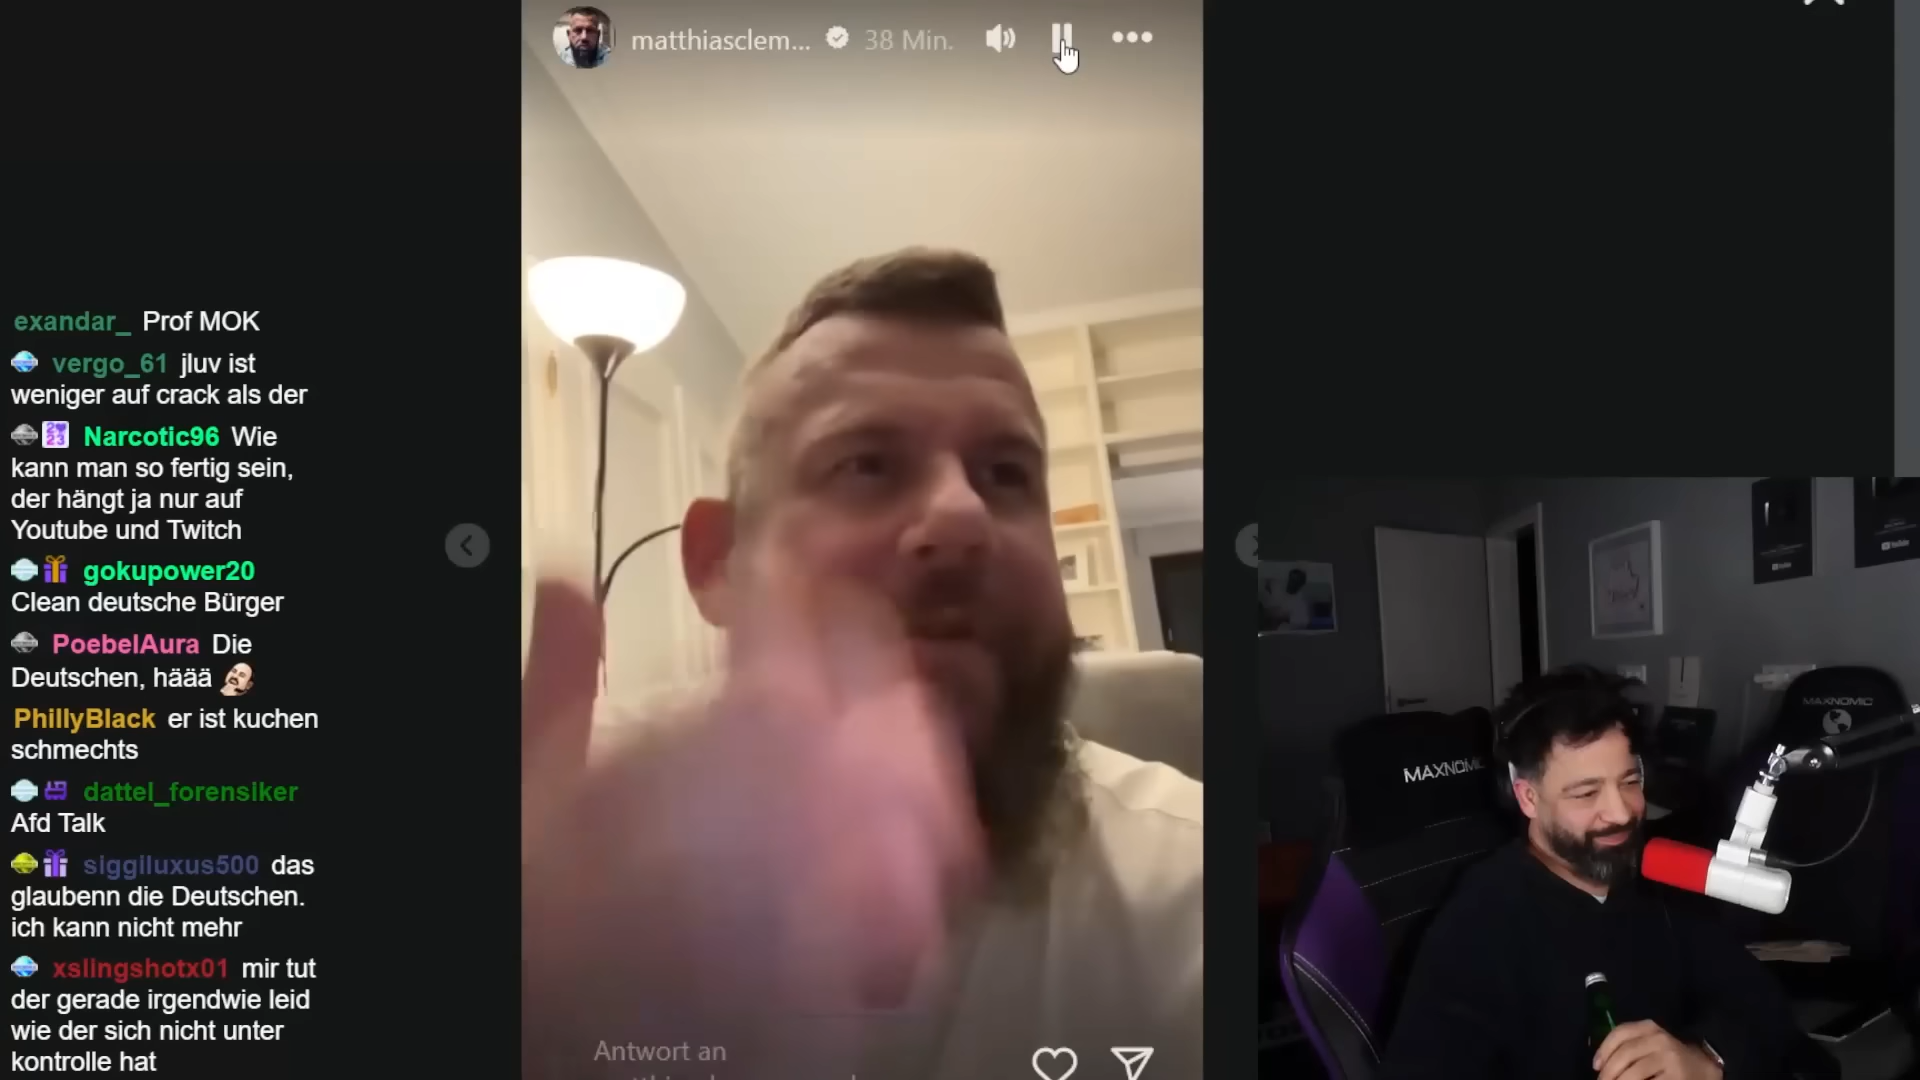 matthiasclem... 38 Min.
exandar_ Prof MOK
vergo_61 jluv ist
weniger auf crack als der
Narcotic96 Wie
kann man so fertig sein,
der hängt ja nur auf
Youtube und Twitch
gokupower20
Clean deutsche Bürger
PoebelAura Die
Deutschen, häää
PhillyBlack er ist kuchen
schmechts
dattel_forensiker
Afd Talk
siggiluxus500 das
glaubenn die Deutschen.
ich kann nicht mehr
xslingshotx01 mir tut
der gerade irgendwie leid
wie der sich nicht unter
kontrolle hat
Antwort an
MAXNOMIC
MAXNOMIC